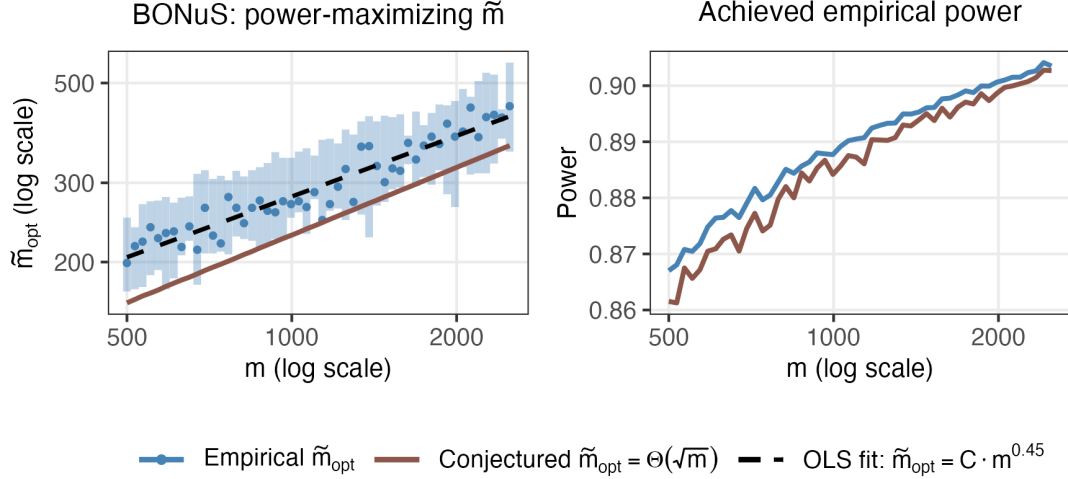 BONuS: power-maximizing m̃
Achieved empirical power
m̃opt (log scale)
500
300
200
500
1000
2000
m (log scale)
Power
0.90
0.89
0.88
0.87
0.86
500
1000
2000
m (log scale)
Empirical m̃opt
Conjectured m̃opt = Θ(√m)
OLS fit: m̃opt = C · m^0.45